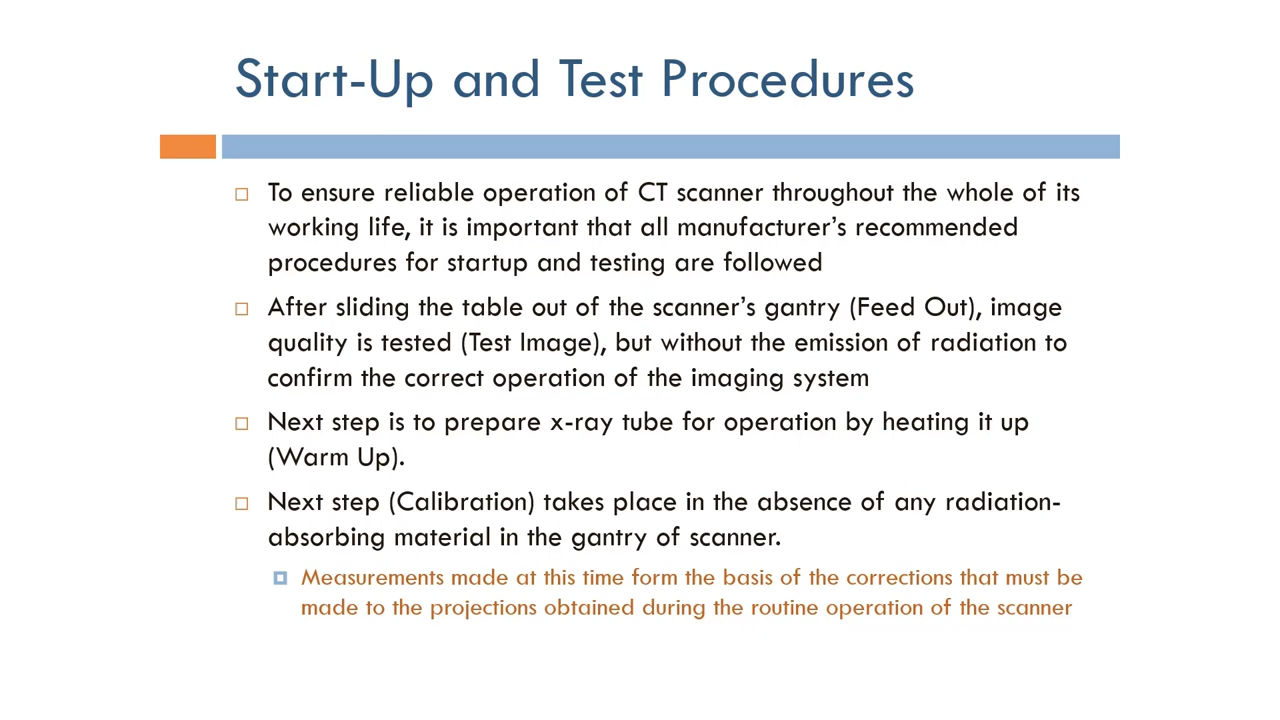 Start-Up and Test Procedures
To ensure reliable operation of CT scanner throughout the whole of its
working life, it is important that all manufacturer’s recommended
procedures for startup and testing are followed
After sliding the table out of the scanner’s gantry (Feed Out), image
quality is tested (Test Image), but without the emission of radiation to
confirm the correct operation of the imaging system
Next step is to prepare x-ray tube for operation by heating it up
(Warm Up).
Next step (Calibration) takes place in the absence of any radiation-
absorbing material in the gantry of scanner.
Measurements made at this time form the basis of the corrections that must be
made to the projections obtained during the routine operation of the scanner